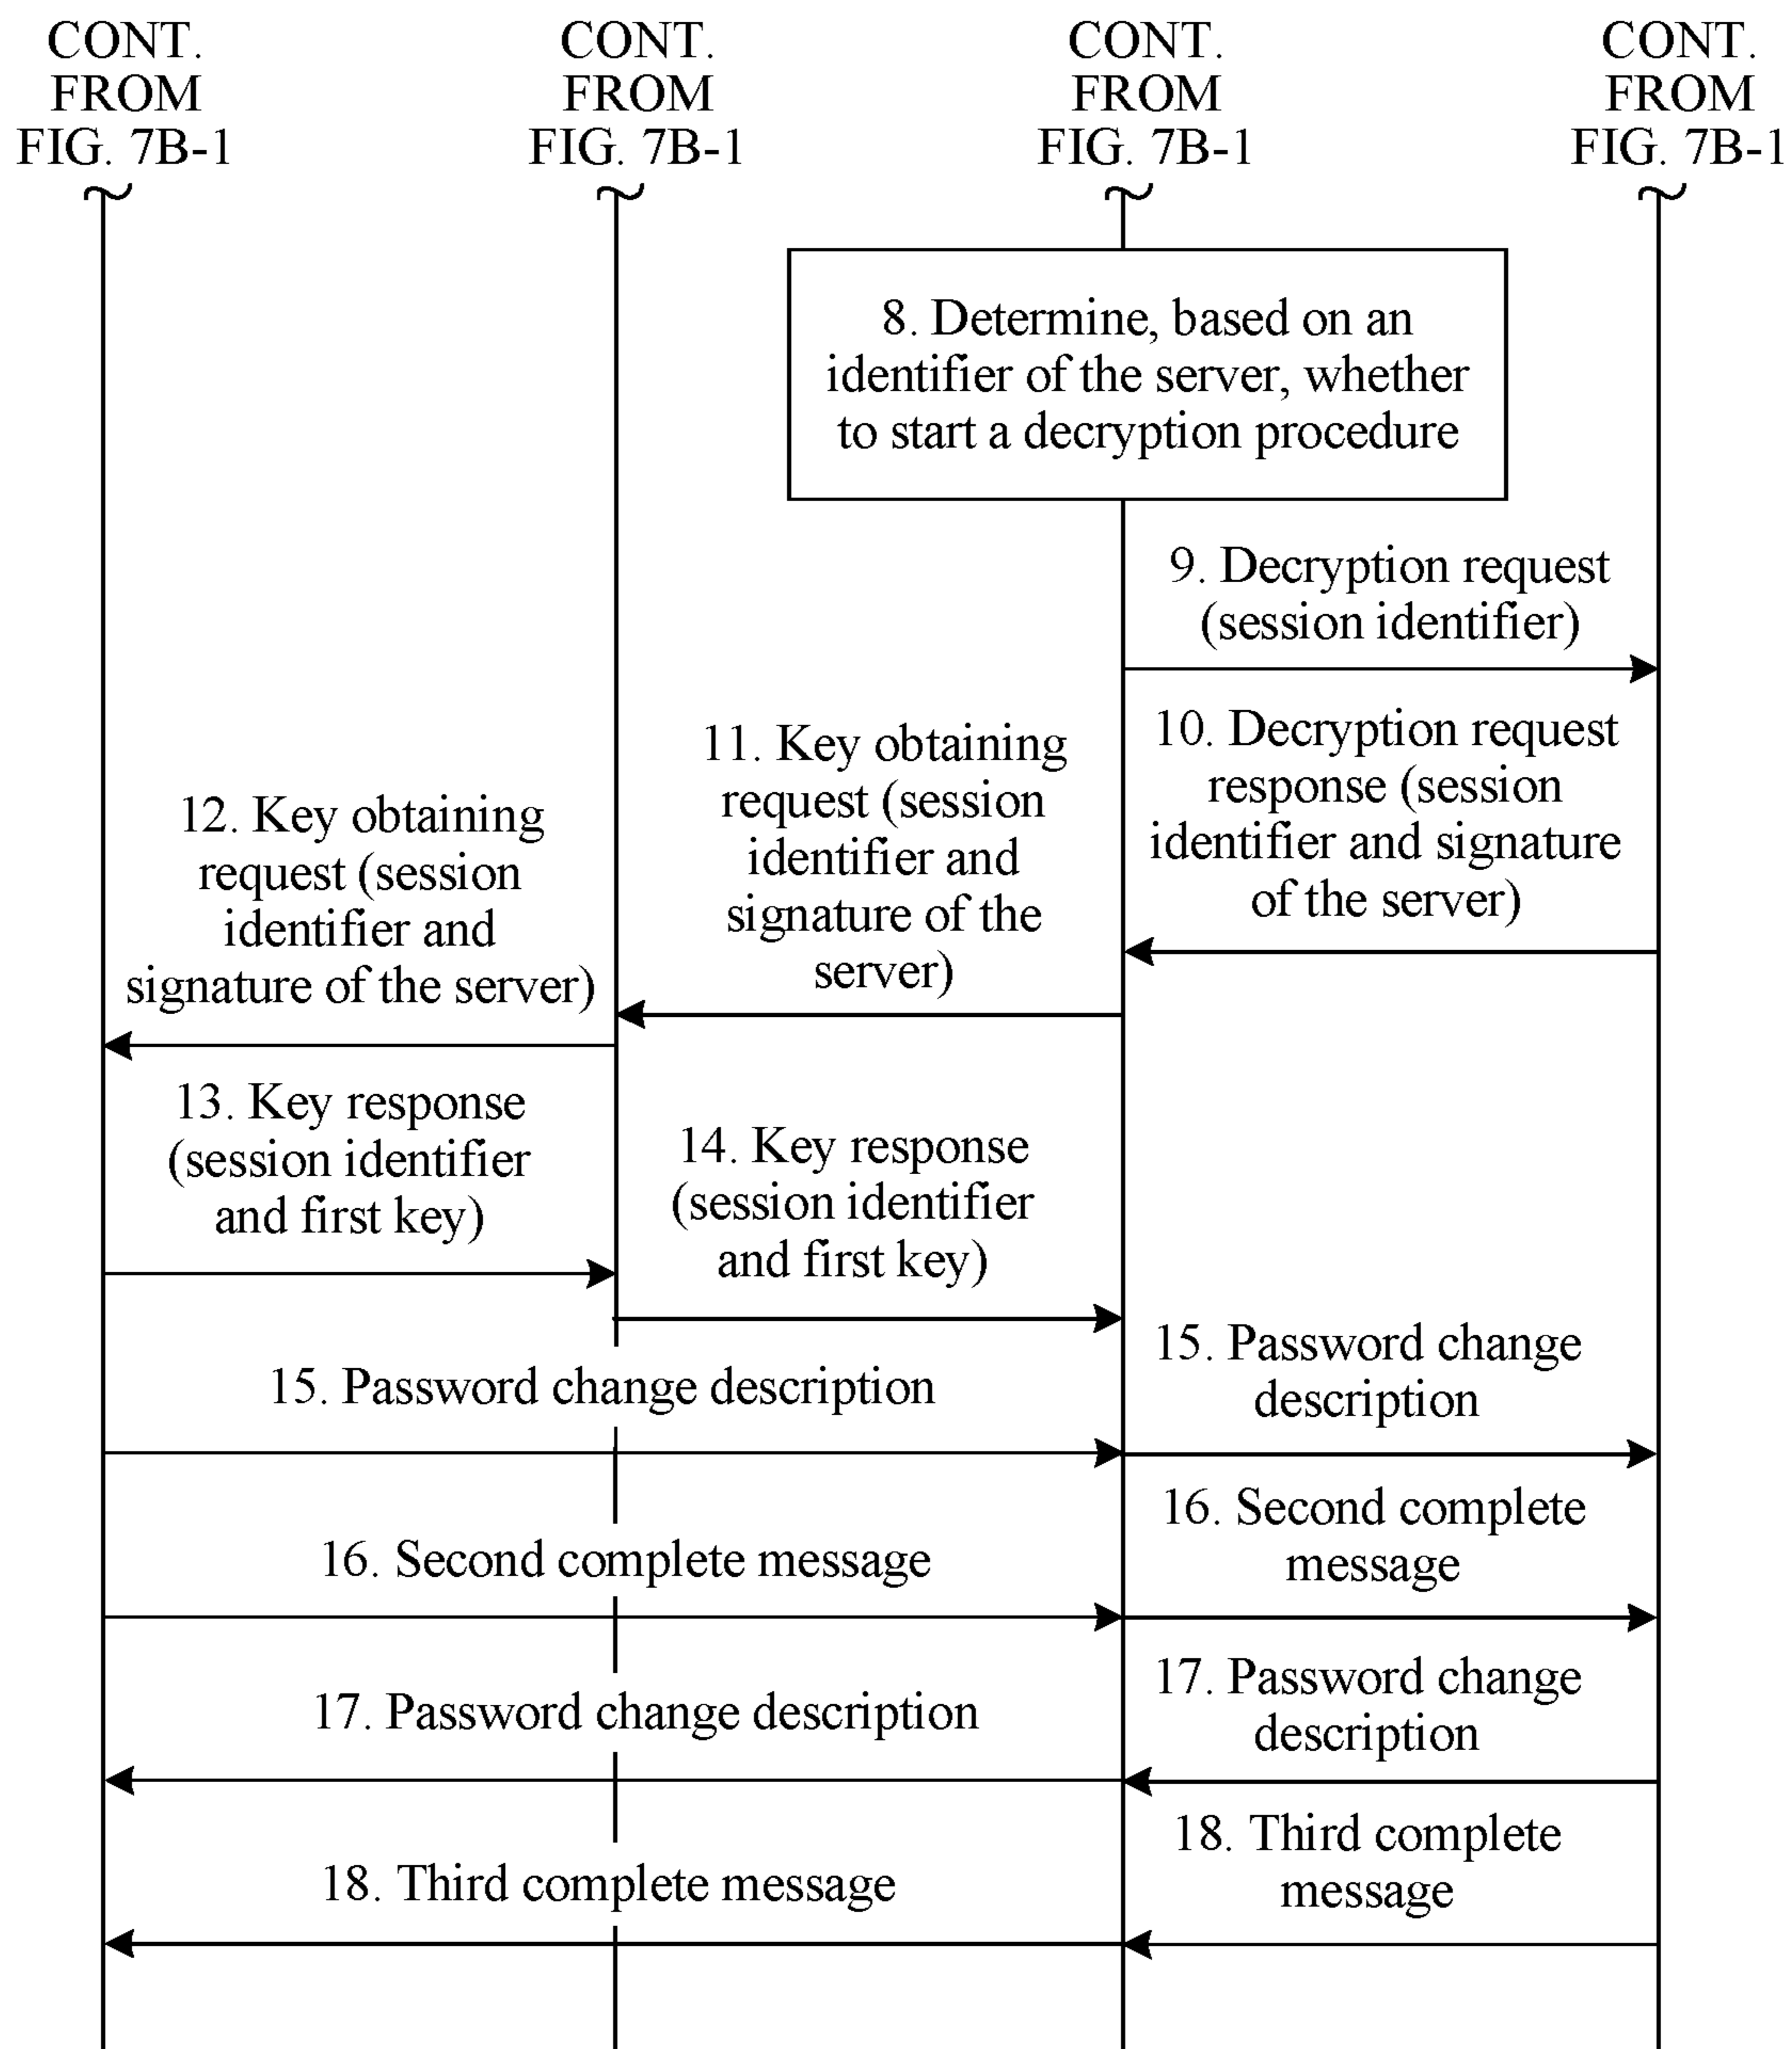 CONT.
FROM
FIG. 7B-1
CONT.
FROM
FIG. 7B-1
CONT.
FROM
FIG. 7B-1
CONT.
FROM
FIG. 7B-1
8. Determine, based on an
identifier of the server, whether
to start a decryption procedure
9. Decryption request
(session identifier)
10. Decryption request
response (session
identifier and signature
of the server)
11. Key obtaining
request (session
identifier and
signature of the
server)
12. Key obtaining
request (session
identifier and
signature of the server)
13. Key response
(session identifier
and first key)
14. Key response
(session identifier
and first key)
15. Password change description
15. Password change
description
16. Second complete message
16. Second complete
message
17. Password change description
17. Password change
description
18. Third complete message
18. Third complete
message